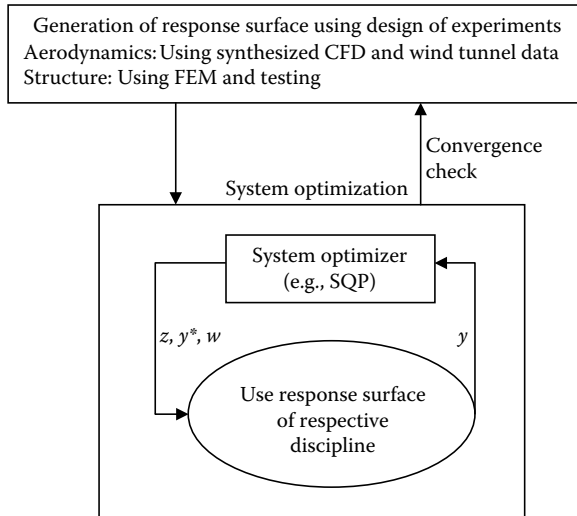 Generation of response surface using design of experiments
Aerodynamics: Using synthesized CFD and wind tunnel data
Structure: Using FEM and testing
Convergence
check
System optimization
System optimizer
(e.g., SQP)
z, y*, w
y
Use response surface
of respective
discipline